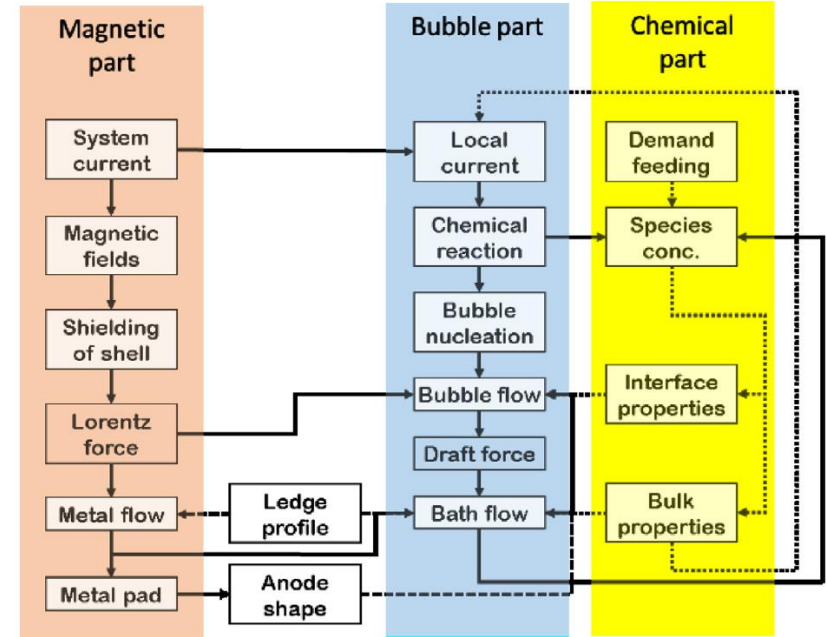 Magnetic
part
Bubble part
Chemical
part
System
current
Magnetic
fields
Shielding
of shell
Lorentz
force
Metal flow
Metal pad
Ledge
profile
Anode
shape
Local
current
Chemical
reaction
Bubble
nucleation
Bubble flow
Draft force
Bath flow
Demand
feeding
Species
conc.
Interface
properties
Bulk
properties